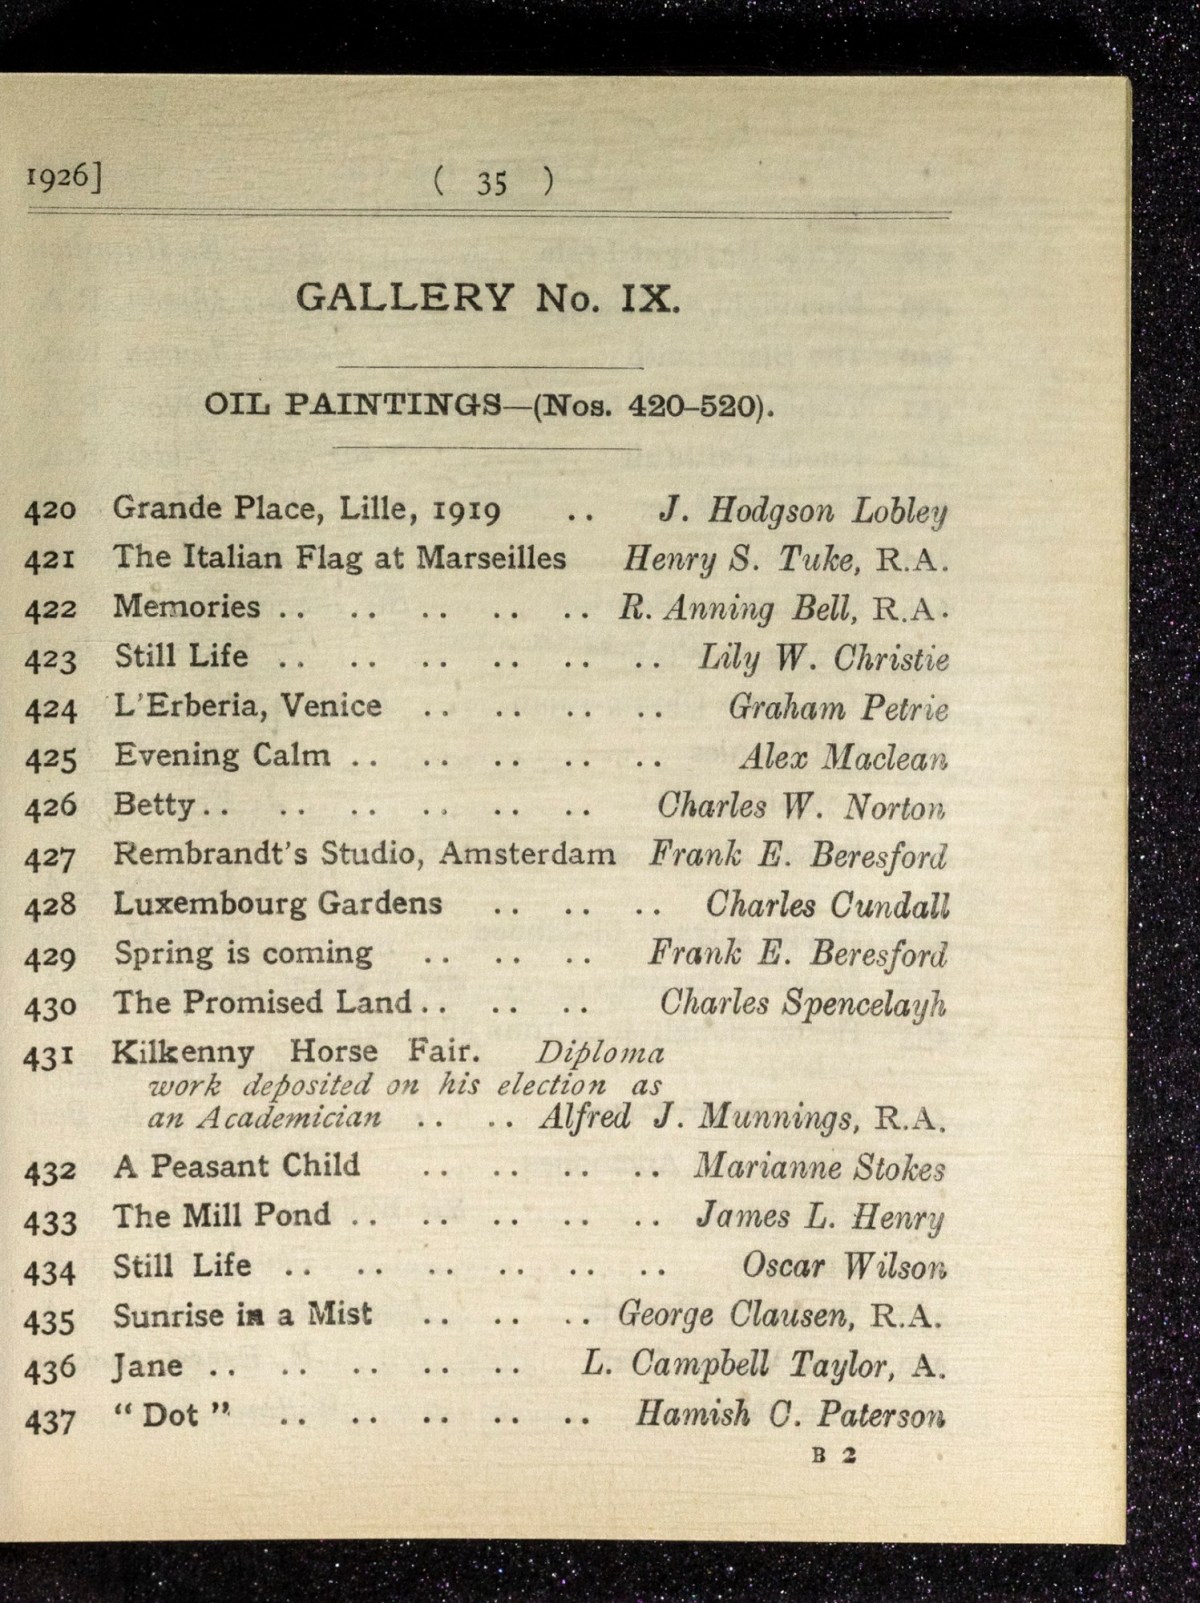 1926] ( 35 )
GALLERY No. IX.
OIL PAINTINGS—(Nos. 420-520).
420 Grande Place, Lille, 1919 .. J. Hodgson Lobley
421 The Italian Flag at Marseilles Henry S. Tuke, R.A.
422 Memories .. .. .. .. .. R. Anning Bell, R.A.
423 Still Life .. .. .. .. .. .. Lily W. Christie
424 L'Erberia, Venice .. .. .. .. Graham Petrie
425 Evening Calm .. .. .. .. .. Alex Maclean
426 Betty .. .. .. .. .. .. Charles W. Norton
427 Rembrandt's Studio, Amsterdam Frank E. Beresford
428 Luxembourg Gardens .. .. .. Charles Cundall
429 Spring is coming .. .. .. Frank E. Beresford
430 The Promised Land .. .. .. Charles Spencelayh
431 Kilkenny Horse Fair. Diploma
work deposited on his election as
an Academician .. .. Alfred J. Munnings, R.A.
432 A Peasant Child .. .. .. .. Marianne Stokes
433 The Mill Pond .. .. .. .. .. James L. Henry
434 Still Life .. .. .. .. .. .. Oscar Wilson
435 Sunrise in a Mist .. .. .. George Clausen, R.A.
436 Jane .. .. .. .. .. L. Campbell Taylor, A.
437 “Dot” .. .. .. .. .. Hamish C. Paterson
B 2